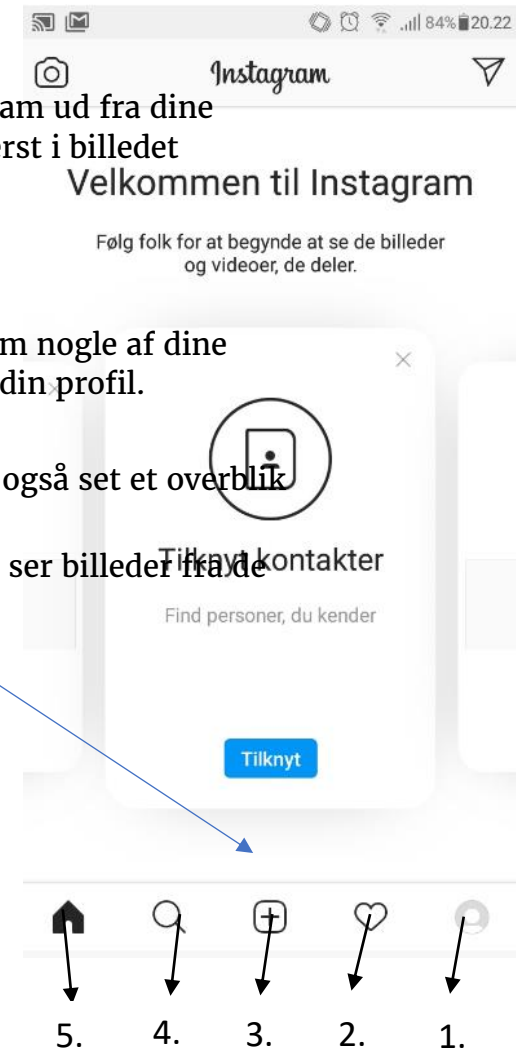 84% 20.22
Instagram
am ud fra dine
erst i billedet
Velkommen til Instagram
Følg folk for at begynde at se de billeder
og videoer, de deler.
m nogle af dine
din profil.
også set et overblik
Tilknyt kontakter
ser billeder fra de
Find personer, du kender
Tilknyt
5. 4. 3. 2. 1.